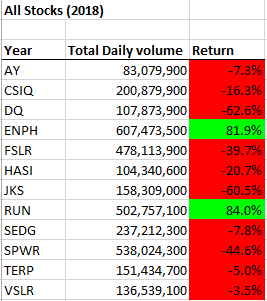 All Stocks (2018)
Year Total Daily volume Return
AY 83,079,900 -7.3%
CSIQ 200,879,900 -16.3%
DQ 107,873,900 -62.6%
ENPH 607,473,500 81.9%
FSLR 478,113,900 -39.7%
HASI 104,340,600 -20.7%
JKS 158,309,000 -60.5%
RUN 502,757,100 84.0%
SEDG 237,212,300 -7.8%
SPWR 538,024,300 -44.6%
TERP 151,434,700 -5.0%
VSLR 136,539,100 -3.5%